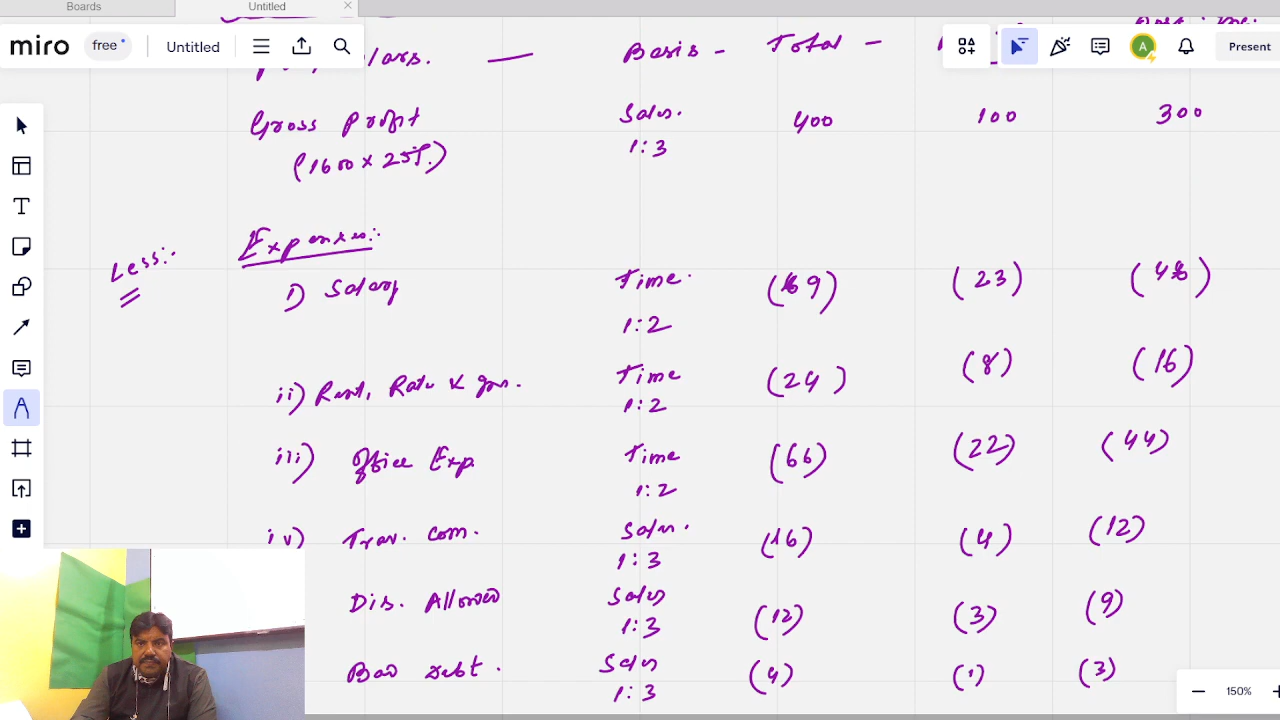 Boards Untitled
miro free Untitled Present
lars. — Basis - Total -
Gross profit Sales. 400 100 300
(1600 x 25%.) 1:3
Less:- Expenses:-
i) Salary Time. (69) (23) (46)
1:2
ii) Rent, Rate & Time (24) (8) (16)
1:2
iii) office Exp. Time (66) (22) (44)
1:2
iv) Trav. com. Sales. (16) (4) (12)
1:3
Dis. Allowed Sales (12) (3) (9)
1:3
Bad debt. Sales (4) (1) (3)
1:3
A
150%